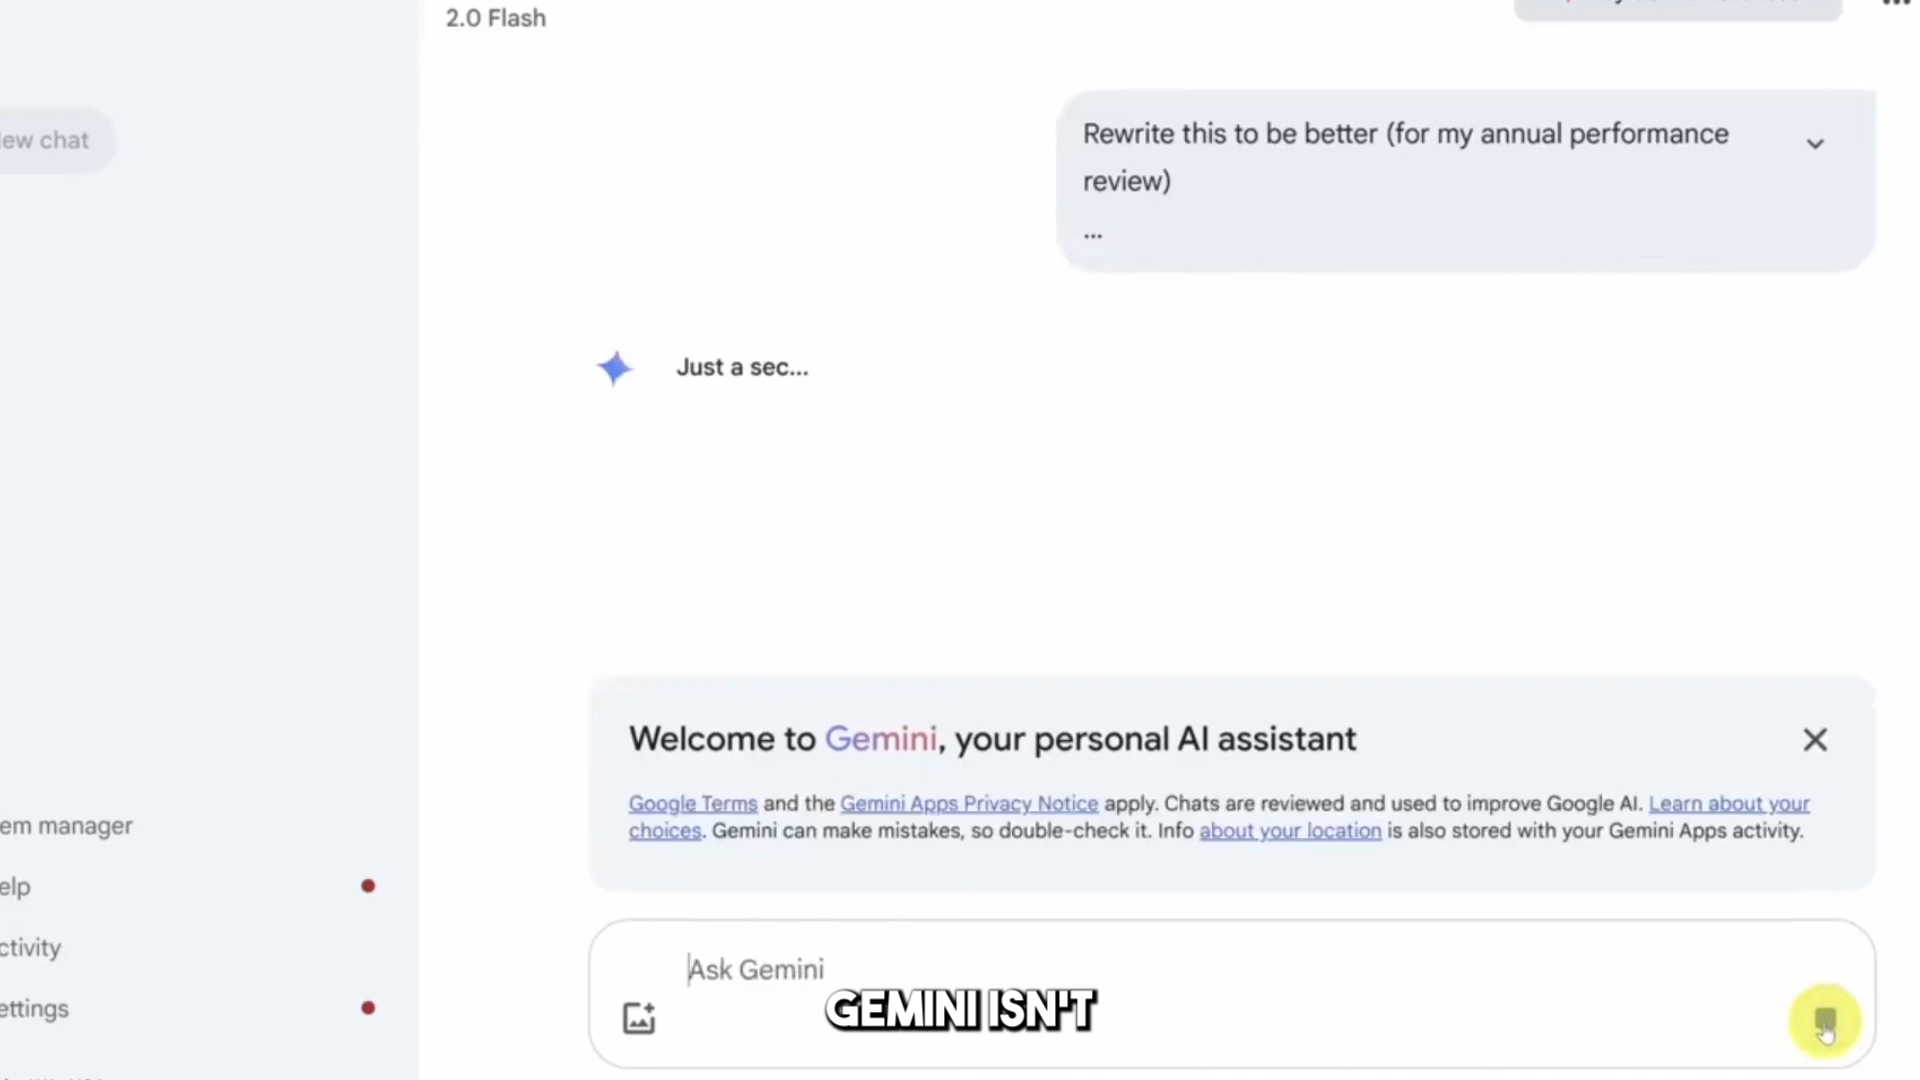 2.0 Flash
ew chat
Rewrite this to be better (for my annual performance
review)
...
Just a sec...
Welcome to Gemini, your personal AI assistant
Google Terms and the Gemini Apps Privacy Notice apply. Chats are reviewed and used to improve Google AI. Learn about your
choices. Gemini can make mistakes, so double-check it. Info about your location is also stored with your Gemini Apps activity.
em manager
elp
ctivity
ettings
Ask Gemini
GEMINI ISN'T